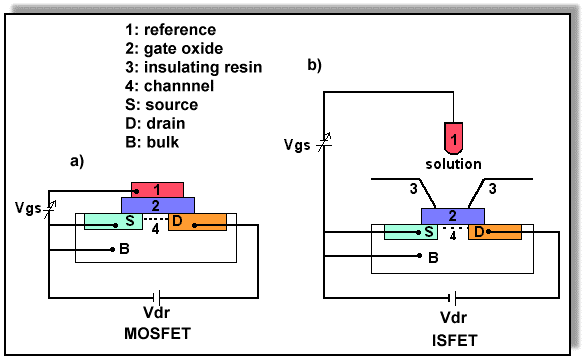 1: reference
2: gate oxide
3: insulating resin
4: channnel
S: source
D: drain
B: bulk
a)
1
2
Vgs
S
D
4
B
Vdr
MOSFET
b)
1
Vgs
solution
3
3
2
S
D
4
B
Vdr
ISFET